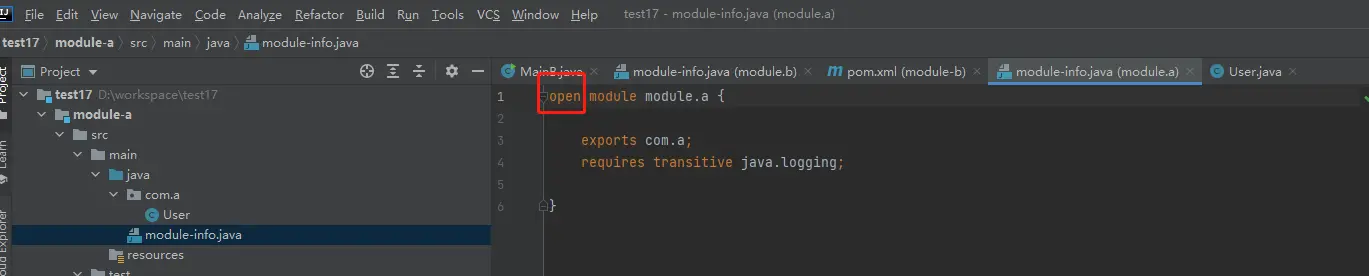 IJ File Edit View Navigate Code Analyze Refactor Build Run Tools VCS Window Help test17 - module-info.java (module.a)
test17 module-a src main java module-info.java
Project
MainB.java module-info.java (module.b) pom.xml (module-b) module-info.java (module.a) User.java
Project
test17 D:\workspace\test17
module-a
src
main
java
com.a
User
module-info.java
resources
test
Learn
oud Explorer
1 open module module.a {
2
3 exports com.a;
4 requires transitive java.logging;
5
6 }